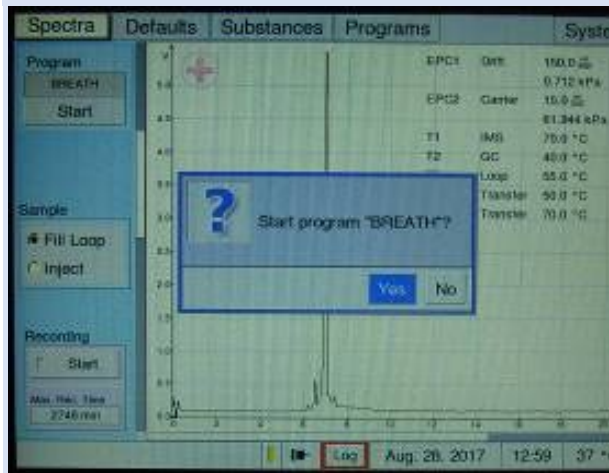 Spectra Defaults Substances Programs Syste
Program
BREATH
Start
EPC1 Drift 150.0
0.712 kPa
EPC2 Carrier 15.0
61.344 kPa
T1 IMS 70.0 °C
T2 GC 40.0 °C
Loop 55.0 °C
Transfer 50.0 °C
Transfer 70.0 °C
Start program "BREATH"?
Yes No
Sample
Fill Loop
Inject
Recording
Start
Max. Rec. Time
2746 min
Log Aug. 28. 2017 12:59 37 °